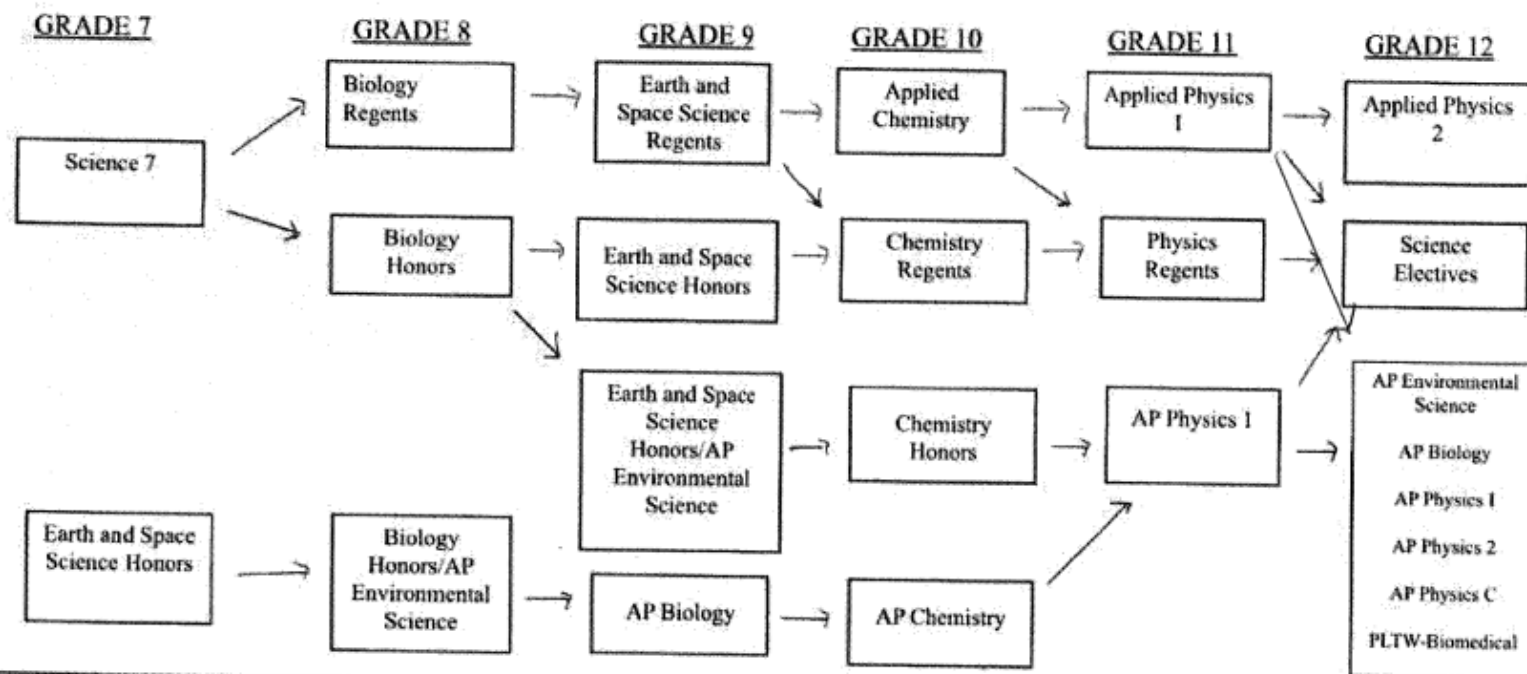 GRADE 7
GRADE 8
GRADE 9
GRADE 10
GRADE 11
GRADE 12
Biology
Regents
Earth and
Space Science
Regents
Applied
Chemistry
Applied Physics
I
Applied Physics
2
Science 7
Biology
Honors
Earth and Space
Science Honors
Chemistry
Regents
Physics
Regents
Science
Electives
Earth and Space
Science
Honors/AP
Environmental
Science
Chemistry
Honors
AP Physics 1
AP Environmental
Science
AP Biology
AP Physics 1
AP Physics 2
AP Physics C
PLTW-Biomedical
Earth and Space
Science Honors
Biology
Honors/AP
Environmental
Science
AP Biology
AP Chemistry